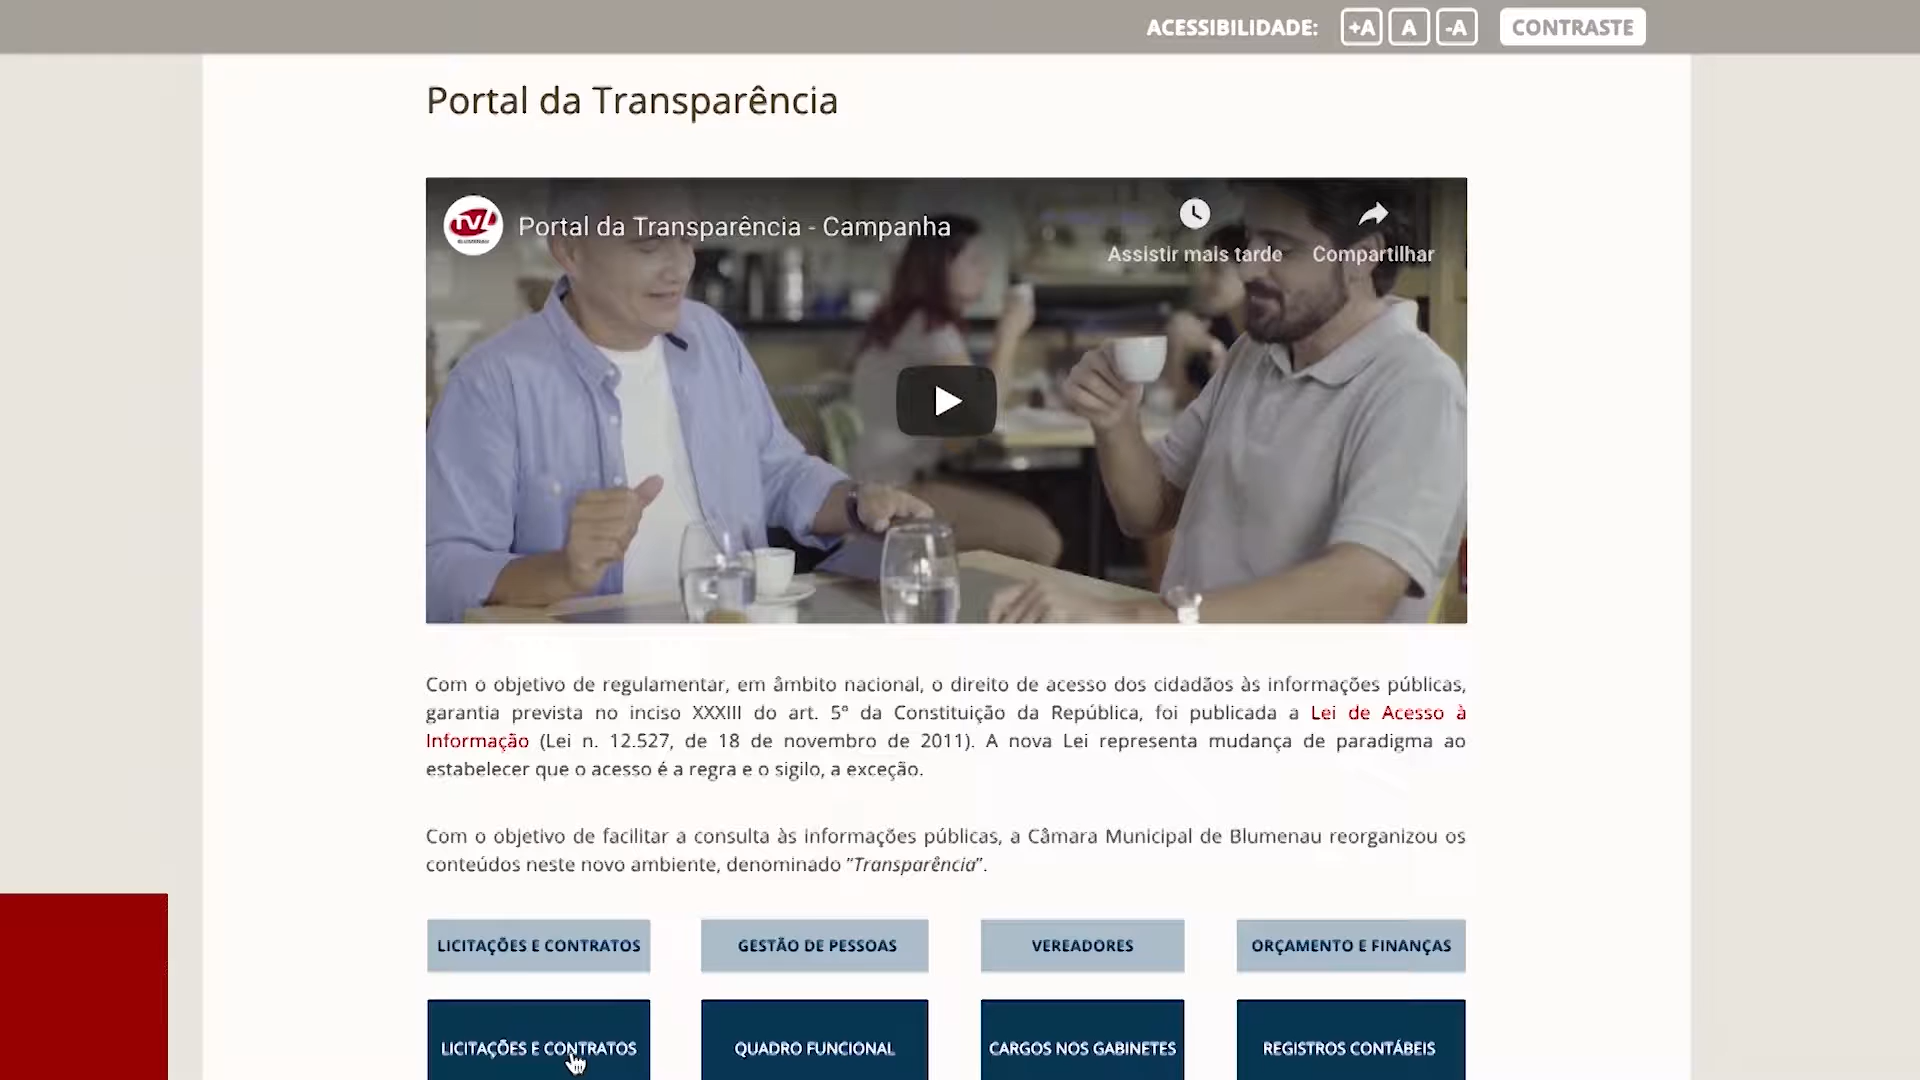 ACESSIBILIDADE: +A A -A CONTRASTE
Portal da Transparência
TVL
BLUMENAU
Portal da Transparência - Campanha
Assistir mais tarde
Compartilhar
Com o objetivo de regulamentar, em âmbito nacional, o direito de acesso dos cidadãos às informações públicas,
garantia prevista no inciso XXXIII do art. 5º da Constituição da República, foi publicada a Lei de Acesso à
Informação (Lei n. 12.527, de 18 de novembro de 2011). A nova Lei representa mudança de paradigma ao
estabelecer que o acesso é a regra e o sigilo, a exceção.
Com o objetivo de facilitar a consulta às informações públicas, a Câmara Municipal de Blumenau reorganizou os
conteúdos neste novo ambiente, denominado "Transparência".
LICITAÇÕES E CONTRATOS
GESTÃO DE PESSOAS
VEREADORES
ORÇAMENTO E FINANÇAS
LICITAÇÕES E CONTRATOS
QUADRO FUNCIONAL
CARGOS NOS GABINETES
REGISTROS CONTÁBEIS